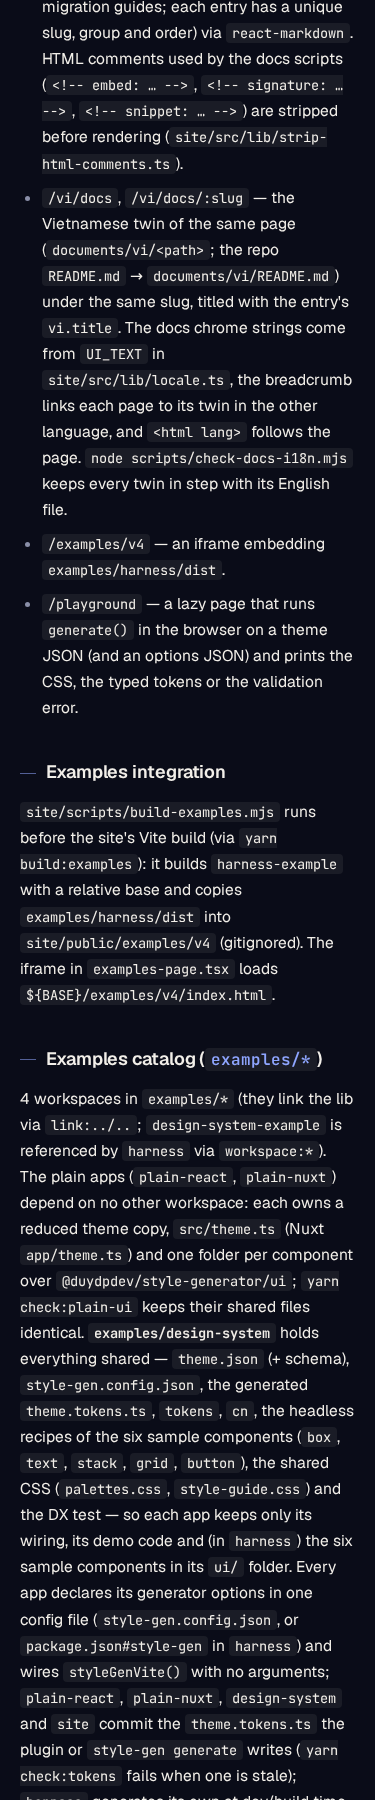 migration guides; each entry has a unique
slug, group and order) via react-markdown.
HTML comments used by the docs scripts
(<!-- embed: … -->, <!-- signature: …
-->, <!-- snippet: … -->) are stripped
before rendering (site/src/lib/strip-
html-comments.ts).
/vi/docs, /vi/docs/:slug — the
Vietnamese twin of the same page
(documents/vi/<path>; the repo
README.md → documents/vi/README.md)
under the same slug, titled with the entry's
vi.title. The docs chrome strings come
from UI_TEXT in
site/src/lib/locale.ts, the breadcrumb
links each page to its twin in the other
language, and <html lang> follows the
page. node scripts/check-docs-i18n.mjs
keeps every twin in step with its English
file.
/examples/v4 — an iframe embedding
examples/harness/dist.
/playground — a lazy page that runs
generate() in the browser on a theme
JSON (and an options JSON) and prints the
CSS, the typed tokens or the validation
error.
— Examples integration
site/scripts/build-examples.mjs runs
before the site's Vite build (via yarn
build:examples): it builds harness-example
with a relative base and copies
examples/harness/dist into
site/public/examples/v4 (gitignored). The
iframe in examples-page.tsx loads
${BASE}/examples/v4/index.html.
— Examples catalog (examples/*)
4 workspaces in examples/* (they link the lib
via link:../..; design-system-example is
referenced by harness via workspace:*).
The plain apps (plain-react, plain-nuxt)
depend on no other workspace: each owns a
reduced theme copy, src/theme.ts (Nuxt
app/theme.ts) and one folder per component
over @duydpdev/style-generator/ui; yarn
check:plain-ui keeps their shared files
identical. examples/design-system holds
everything shared — theme.json (+ schema),
style-gen.config.json, the generated
theme.tokens.ts, tokens, cn, the headless
recipes of the six sample components (box,
text, stack, grid, button), the shared
CSS (palettes.css, style-guide.css) and
the DX test — so each app keeps only its
wiring, its demo code and (in harness) the six
sample components in its ui/ folder. Every
app declares its generator options in one
config file (style-gen.config.json, or
package.json#style-gen in harness) and
wires styleGenVite() with no arguments;
plain-react, plain-nuxt, design-system
and site commit the theme.tokens.ts the
plugin or style-gen generate writes (yarn
check:tokens fails when one is stale);
harness generates its own at dev/build time